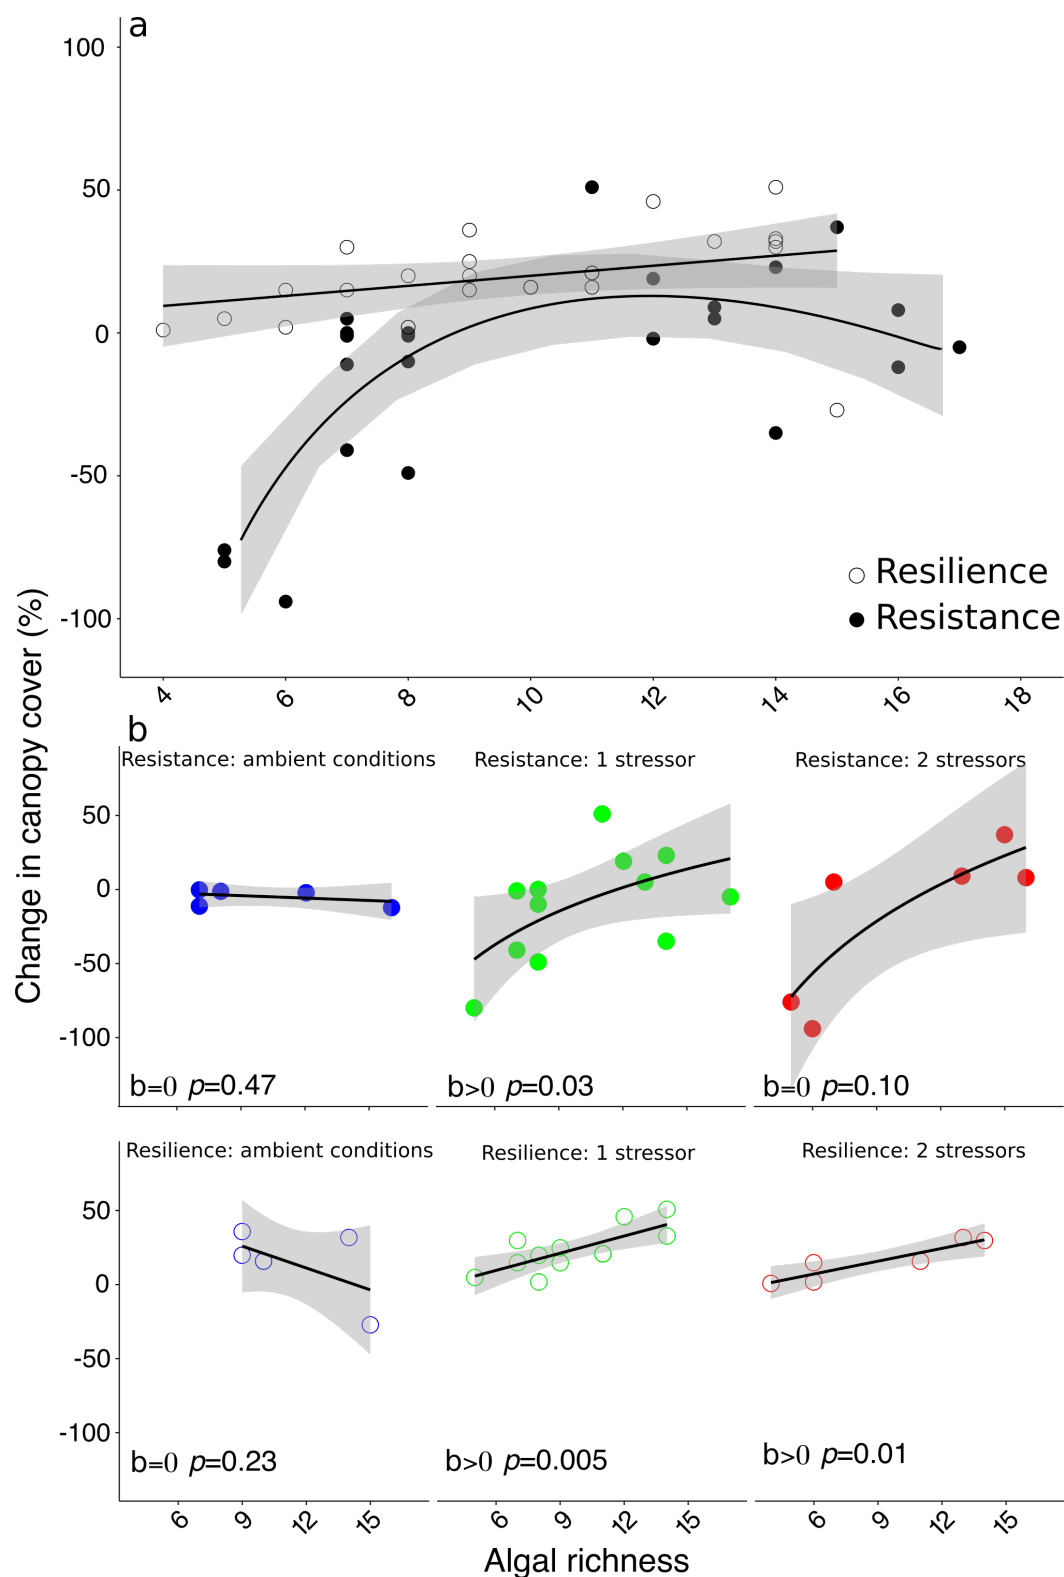 a
100
50
0
-50
-100
Resilience
Resistance
4
6
8
10
12
14
16
18
Change in canopy cover (%)
b
Resistance: ambient conditions
Resistance: 1 stressor
Resistance: 2 stressors
50
0
-50
-100
b=0 p=0.47
b>0 p=0.03
b=0 p=0.10
Resilience: ambient conditions
Resilience: 1 stressor
Resilience: 2 stressors
50
0
-50
-100
b=0 p=0.23
b>0 p=0.005
b>0 p=0.01
6
9
12
15
6
9
12
15
6
9
12
15
Algal richness